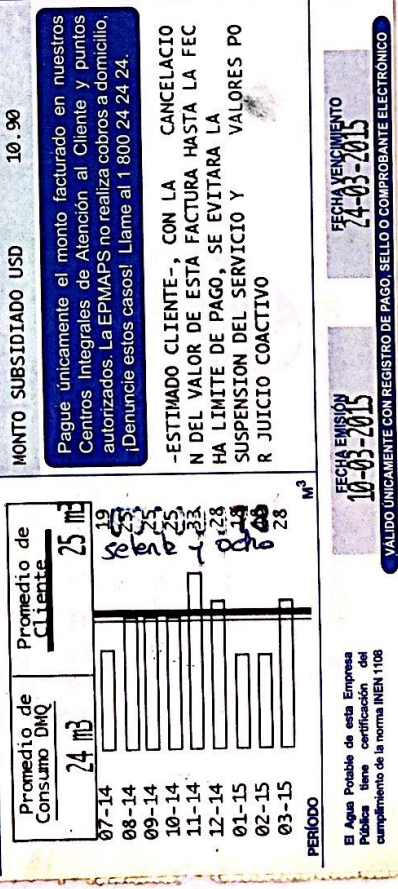 MONTO SUBSIDIADO USD 10.90
Pague únicamente el monto facturado en nuestros
Centros Integrales de Atención al Cliente y puntos
autorizados. La EPMAPS no realiza cobros a domicilio,
¡Denuncie estos casos! Llame al 1 800 24 24 24.
-ESTIMADO CLIENTE-, CON LA CANCELACIO
N DEL VALOR DE ESTA FACTURA HASTA LA FEC
HA LIMITE DE PAGO, SE EVITARA LA
SUSPENSION DEL SERVICIO Y VALORES PO
R JUICIO COACTIVO
Promedio de
Consumo DMQ
24 m3
Promedio de
Cliente
25 m3
07-14 19
08-14 25
09-14 25
10-14 25
11-14 33
12-14 28
01-15
02-15
03-15 28
setenta y ocho
PERÍODO M3
El Agua Potable de esta Empresa
Pública tiene certificación del
cumplimiento de la norma INEN 1108
FECHA EMISIÓN
10-03-2015
FECHA VENCIMIENTO
24-03-2015
VÁLIDO ÚNICAMENTE CON REGISTRO DE PAGO, SELLO O COMPROBANTE ELECTRÓNICO